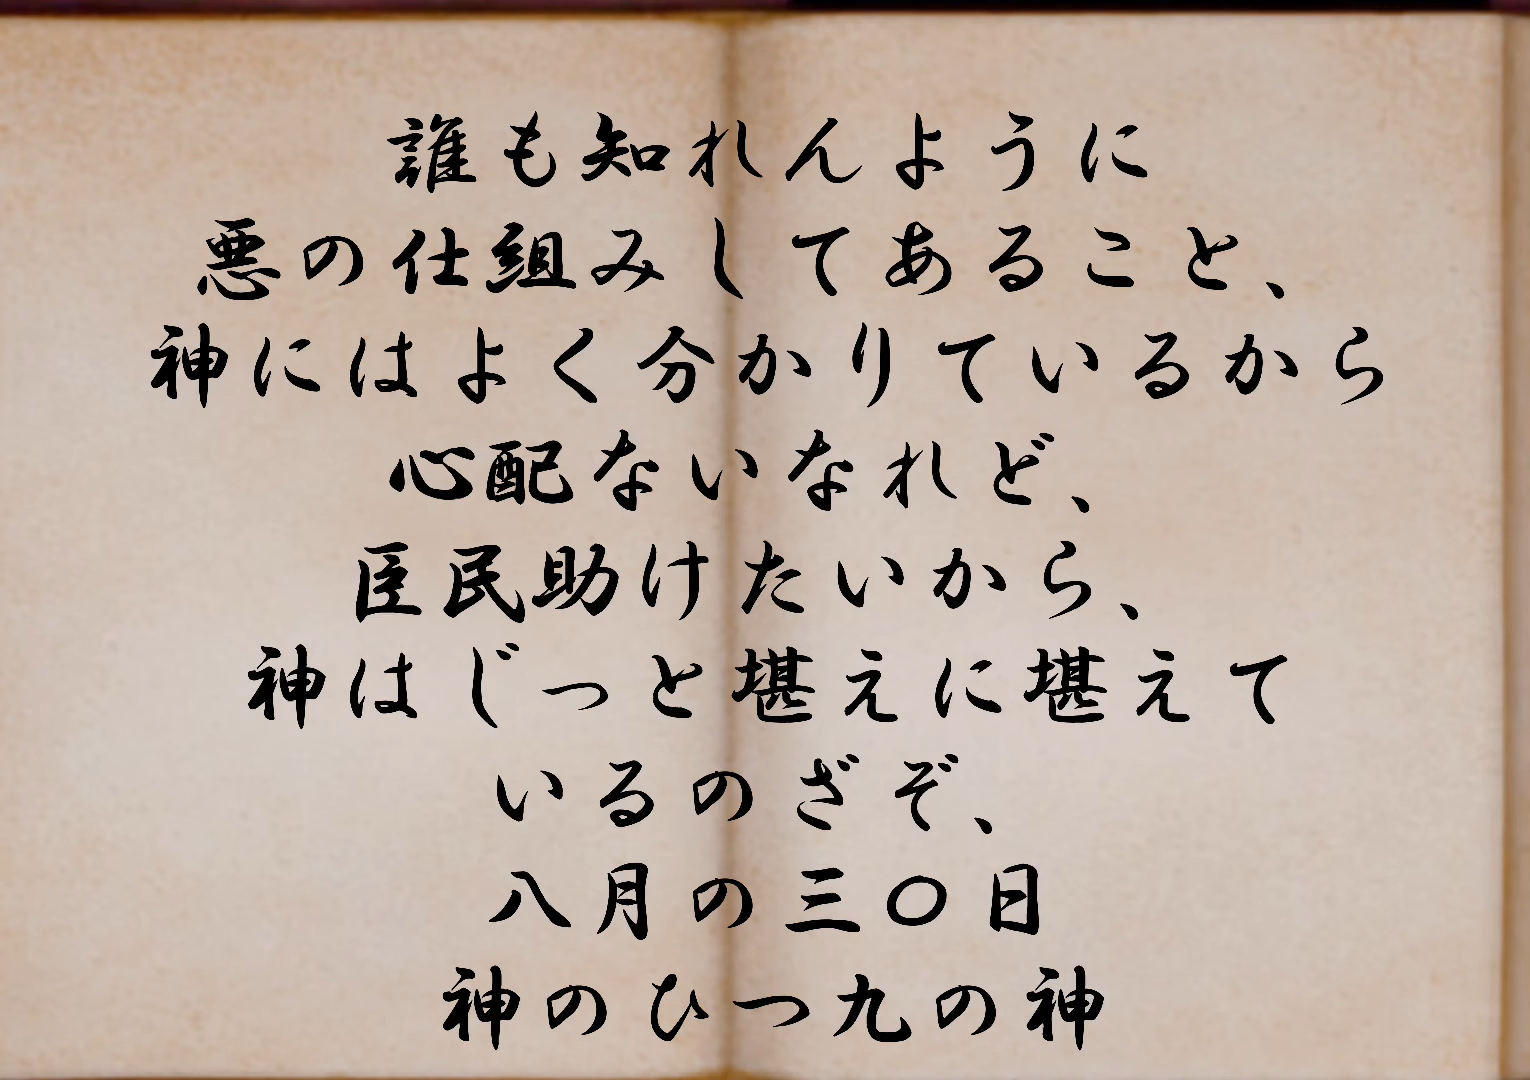 誰も知れんように
悪の仕組みしてあること、
神にはよく分かりているから
心配ないなれど、
臣民助けたいから、
神はじっと堪えに堪えて
いるのざぞ、
八月の三〇日
神のひつ九の神